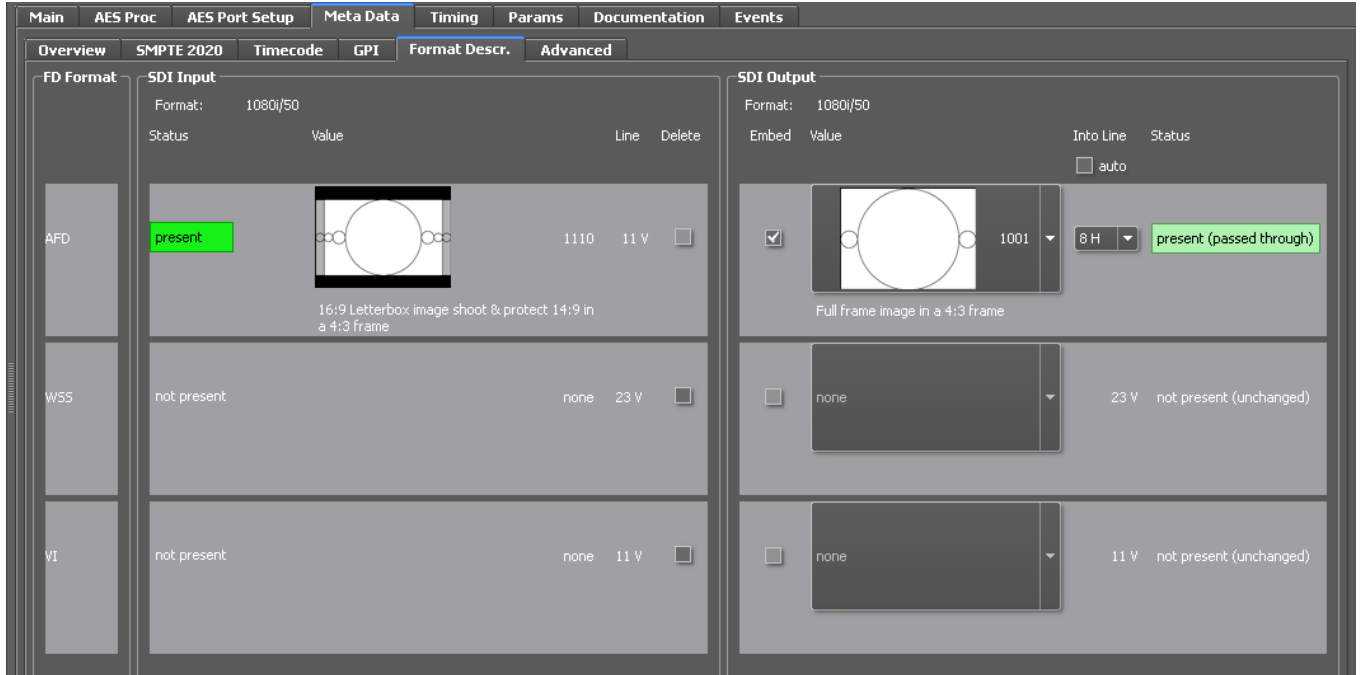 Main AES Proc AES Port Setup Meta Data Timing Params Documentation Events
Overview SMPTE 2020 Timecode GPI Format Descr. Advanced
FD Format SDI Input SDI Output
Format: 1080i/50 Format: 1080i/50
Status Value Line Delete Embed Value Into Line Status
auto
AFD present 1110 11 V 1001 8 H present (passed through)
16:9 Letterbox image shoot & protect 14:9 in
a 4:3 frame
Full frame image in a 4:3 frame
WSS not present none 23 V none 23 V not present (unchanged)
VI not present none 11 V none 11 V not present (unchanged)